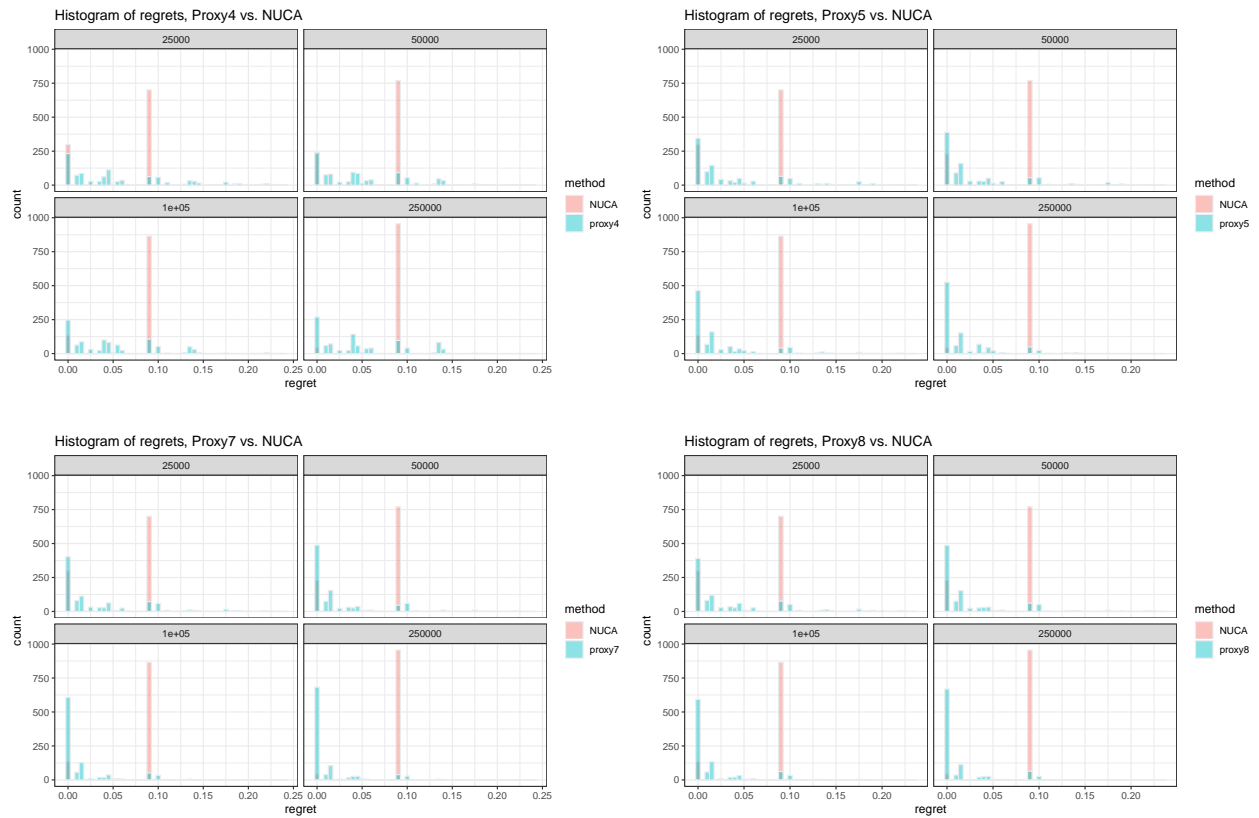 Histogram of regrets, Proxy4 vs. NUCA
25000
50000
1000
750
500
250
0
1e+05
250000
1000
750
500
250
0
0.00 0.05 0.10 0.15 0.20 0.25
0.00 0.05 0.10 0.15 0.20 0.25
regret
count
method
NUCA
proxy4
Histogram of regrets, Proxy5 vs. NUCA
25000
50000
1000
750
500
250
0
1e+05
250000
1000
750
500
250
0
0.00 0.05 0.10 0.15 0.20
0.00 0.05 0.10 0.15 0.20
regret
count
method
NUCA
proxy5
Histogram of regrets, Proxy7 vs. NUCA
25000
50000
1000
750
500
250
0
1e+05
250000
1000
750
500
250
0
0.00 0.05 0.10 0.15 0.20 0.25
0.00 0.05 0.10 0.15 0.20 0.25
regret
count
method
NUCA
proxy7
Histogram of regrets, Proxy8 vs. NUCA
25000
50000
1000
750
500
250
0
1e+05
250000
1000
750
500
250
0
0.00 0.05 0.10 0.15 0.20
0.00 0.05 0.10 0.15 0.20
regret
count
method
NUCA
proxy8